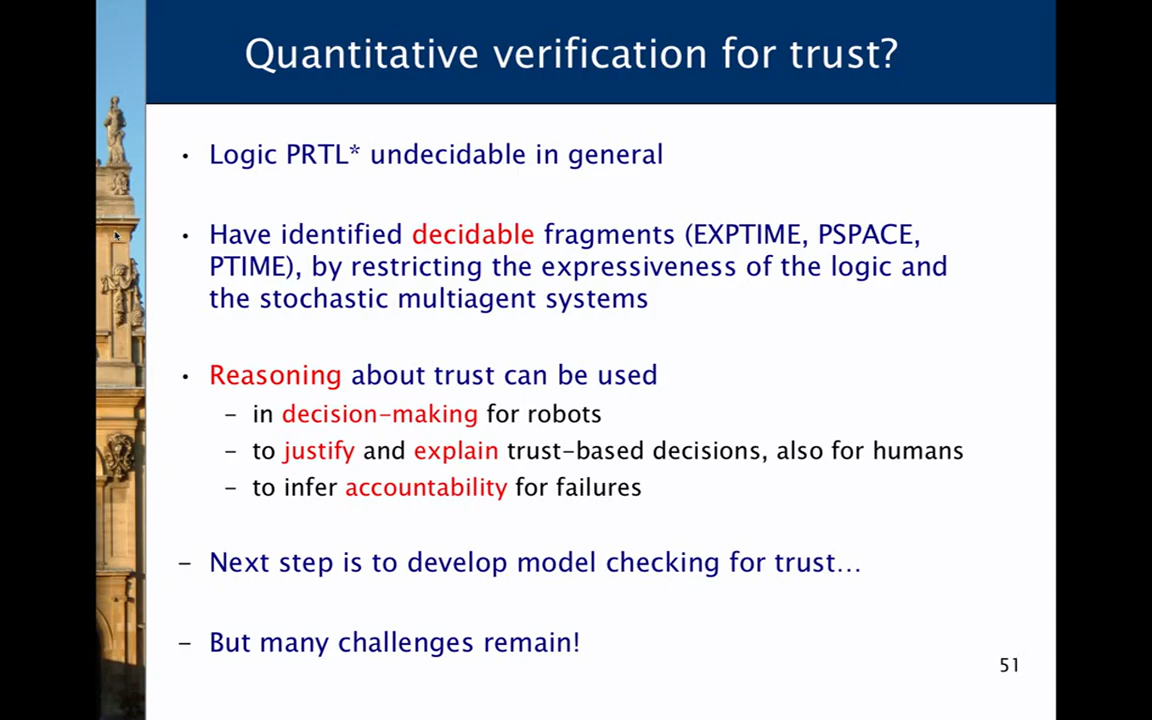 Quantitative verification for trust?
• Logic PRTL* undecidable in general
• Have identified decidable fragments (EXPTIME, PSPACE,
PTIME), by restricting the expressiveness of the logic and
the stochastic multiagent systems
• Reasoning about trust can be used
– in decision-making for robots
– to justify and explain trust-based decisions, also for humans
– to infer accountability for failures
– Next step is to develop model checking for trust…
– But many challenges remain!
51